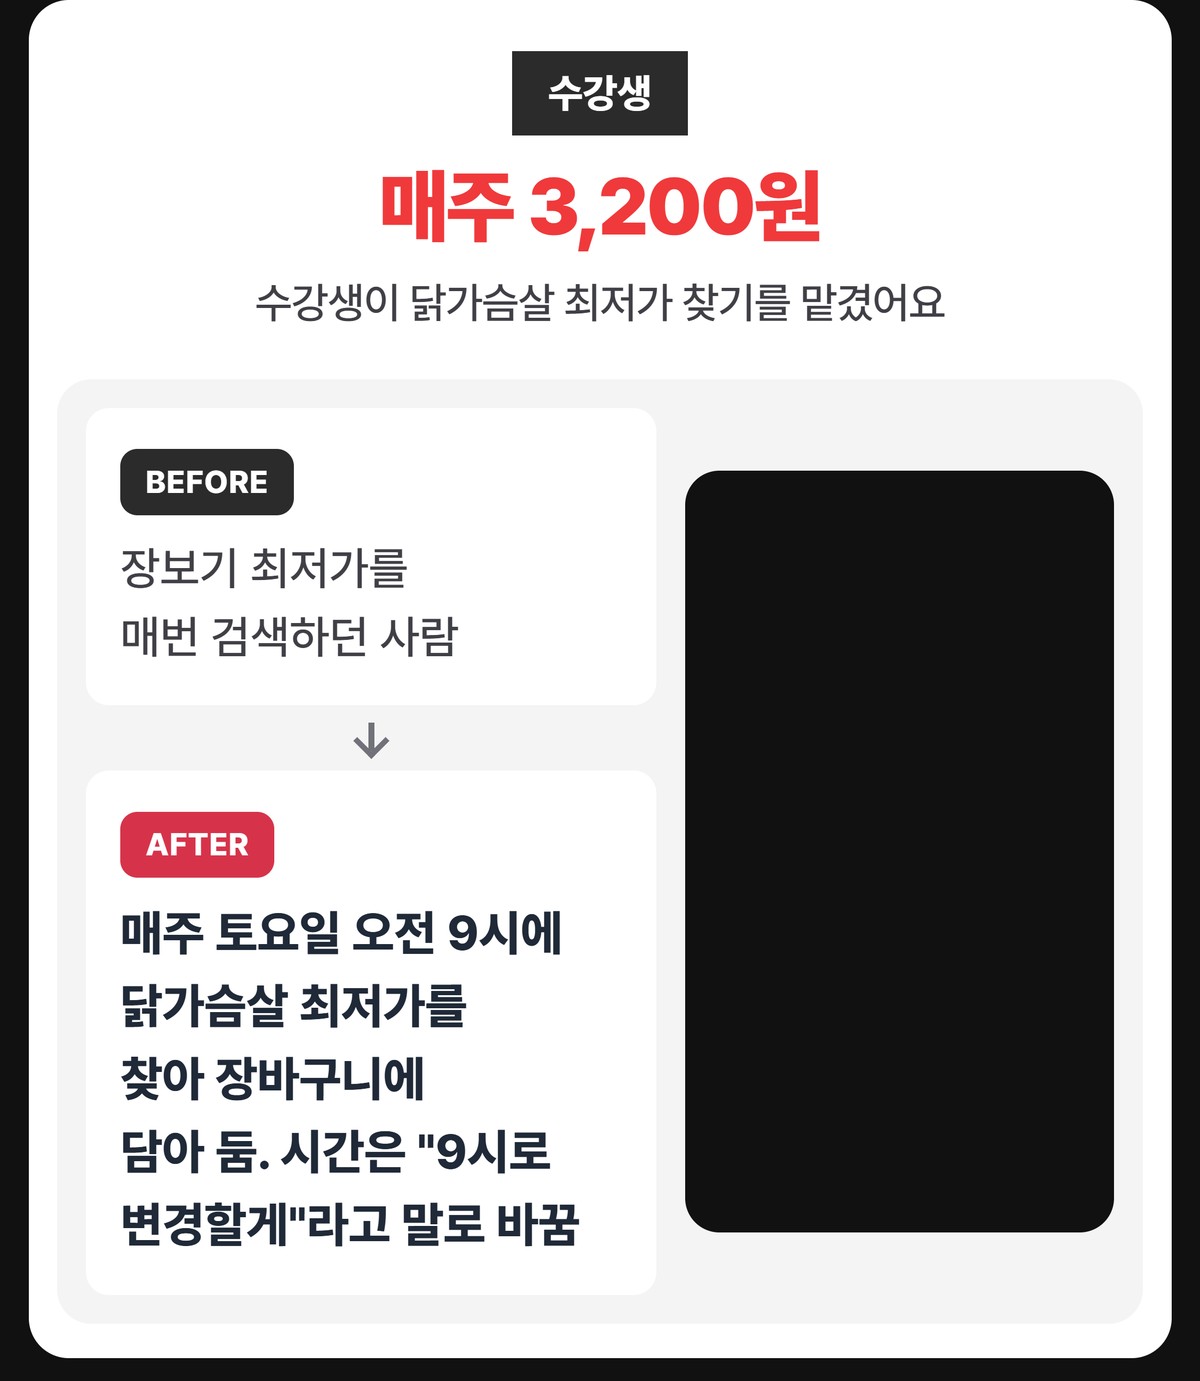 수강생
매주 3,200원
수강생이 닭가슴살 최저가 찾기를 맡겼어요
BEFORE
장보기 최저가를
매번 검색하던 사람
↓
AFTER
매주 토요일 오전 9시에
닭가슴살 최저가를
찾아 장바구니에
담아 둠. 시간은 "9시로
변경할게"라고 말로 바꿈